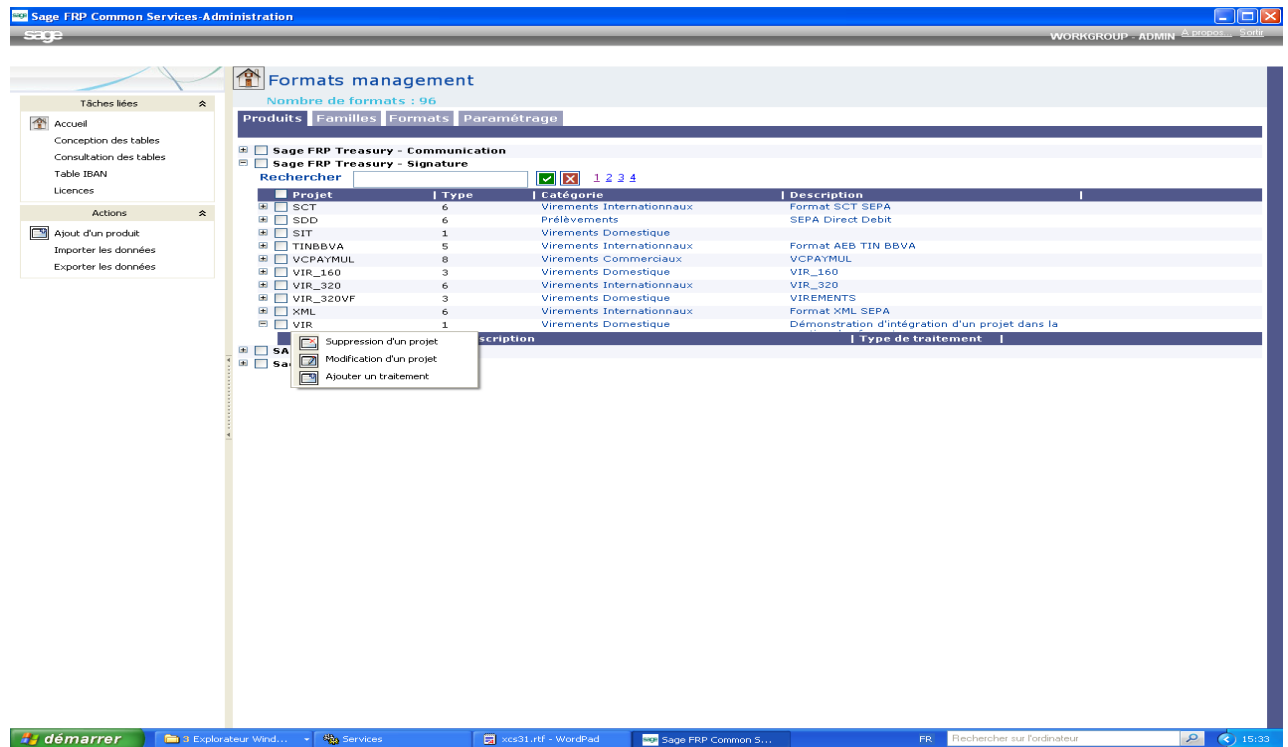 Sage FRP Common Services-Administration
sage
WORKGROUP - ADMIN A propos... Sortir
Formats management
Nombre de formats : 96
Tâches liées
Accueil
Conception des tables
Consultation des tables
Table IBAN
Licences
Actions
Ajout d'un produit
Importer les données
Exporter les données
Produits Familles Formats Paramétrage
Sage FRP Treasury - Communication
Sage FRP Treasury - Signature
Rechercher 1 2 3 4
Projet | Type | Catégorie | Description |
SCT 6 Virements Internationnaux Format SCT SEPA
SDD 6 Prélèvements SEPA Direct Debit
SIT 1 Virements Domestique
TINBBVA 5 Virements Internationnaux Format AEB TIN BBVA
VCPAYMUL 8 Virements Commerciaux VCPAYMUL
VIR_160 3 Virements Domestique VIR_160
VIR_320 6 Virements Internationnaux VIR_320
VIR_320VF 3 Virements Domestique VIREMENTS
XML 6 Virements Internationnaux Format XML SEPA
VIR 1 Virements Domestique Démonstration d'intégration d'un projet dans la
scription | Type de traitement |
SA
Sa
Suppression d'un projet
Modification d'un projet
Ajouter un traitement
démarrer 3 Explorateur Wind... Services xcs31.rtf - WordPad Sage FRP Common S... FR Rechercher sur l'ordinateur 15:33